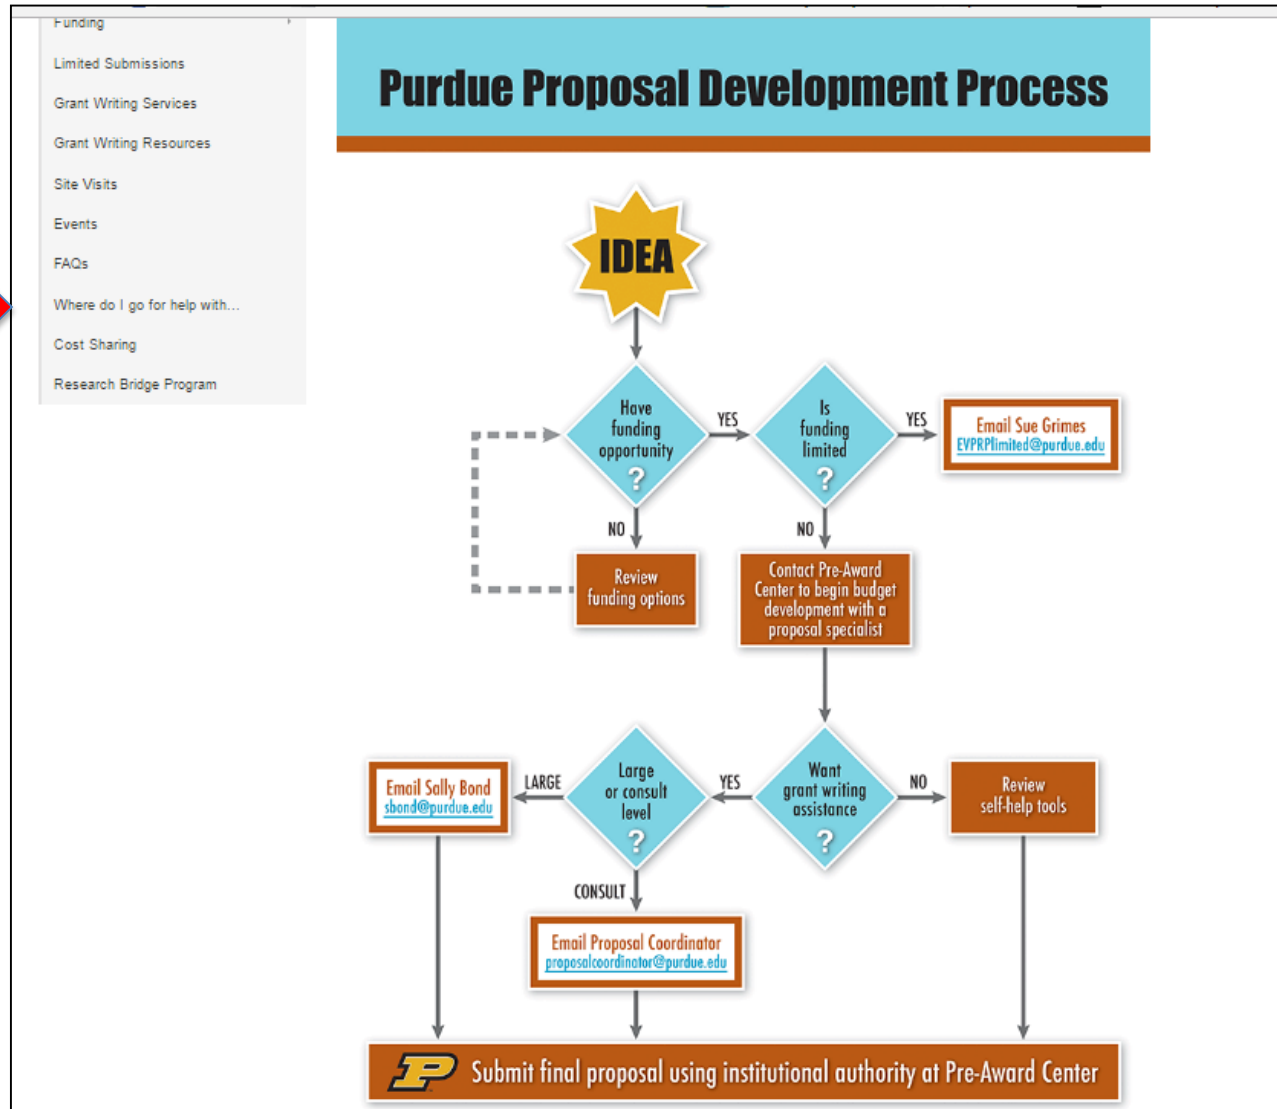 Funding
Limited Submissions
Grant Writing Services
Grant Writing Resources
Site Visits
Events
FAQs
Where do I go for help with...
Cost Sharing
Research Bridge Program
Purdue Proposal Development Process
IDEA
Have
funding
opportunity
?
YES
Is
funding
limited
?
YES
Email Sue Grimes
EVPRPlimited@purdue.edu
NO
Review
funding options
NO
Contact Pre-Award
Center to begin budget
development with a
proposal specialist
Want
grant writing
assistance
?
NO
Review
self-help tools
YES
Large
or consult
level
?
LARGE
Email Sally Bond
sbond@purdue.edu
CONSULT
Email Proposal Coordinator
proposalcoordinator@purdue.edu
P Submit final proposal using institutional authority at Pre-Award Center